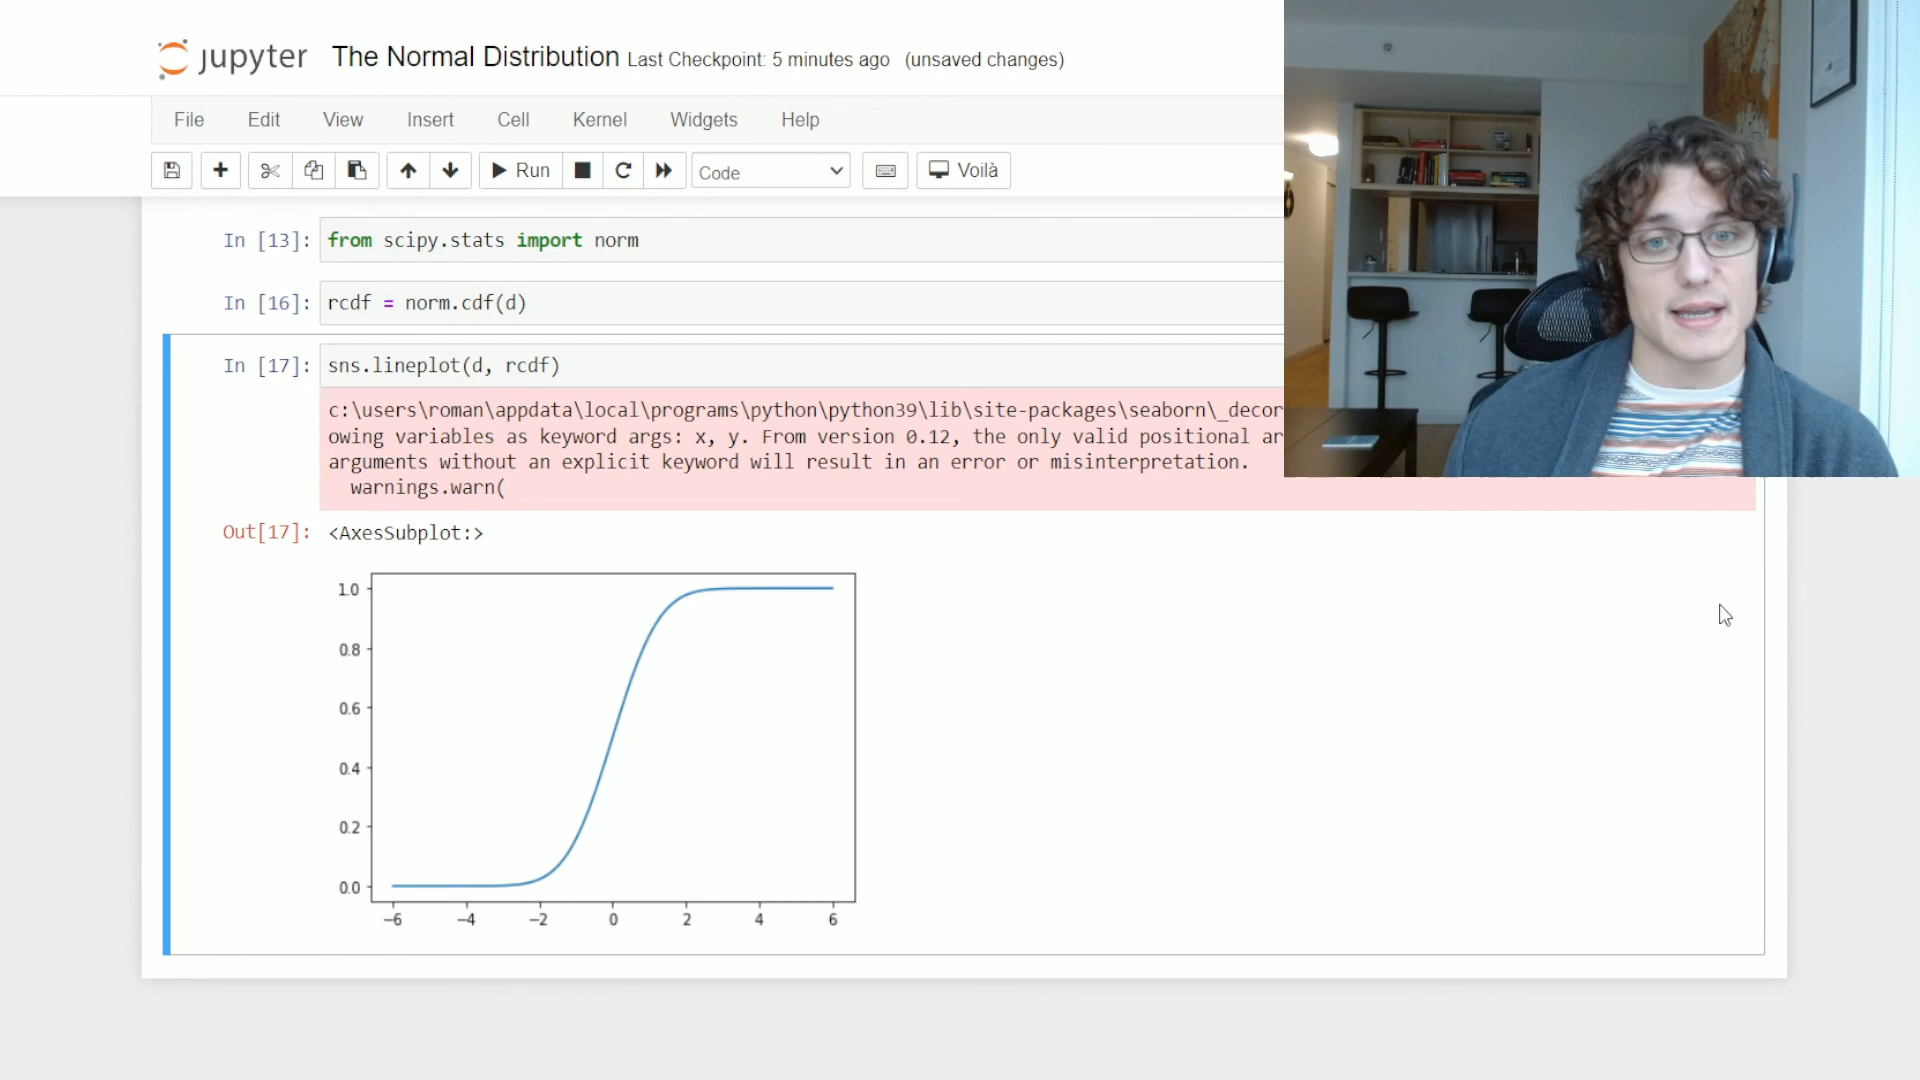 jupyter The Normal Distribution Last Checkpoint: 5 minutes ago (unsaved changes)
File Edit View Insert Cell Kernel Widgets Help
Run Code Voilà
In [13]: from scipy.stats import norm
In [16]: rcdf = norm.cdf(d)
In [17]: sns.lineplot(d, rcdf)
c:\users\roman\appdata\local\programs\python\python39\lib\site-packages\seaborn\_decor
owing variables as keyword args: x, y. From version 0.12, the only valid positional ar
arguments without an explicit keyword will result in an error or misinterpretation.
warnings.warn(
Out[17]: <AxesSubplot:>
1.0
0.8
0.6
0.4
0.2
0.0
−6 −4 −2 0 2 4 6